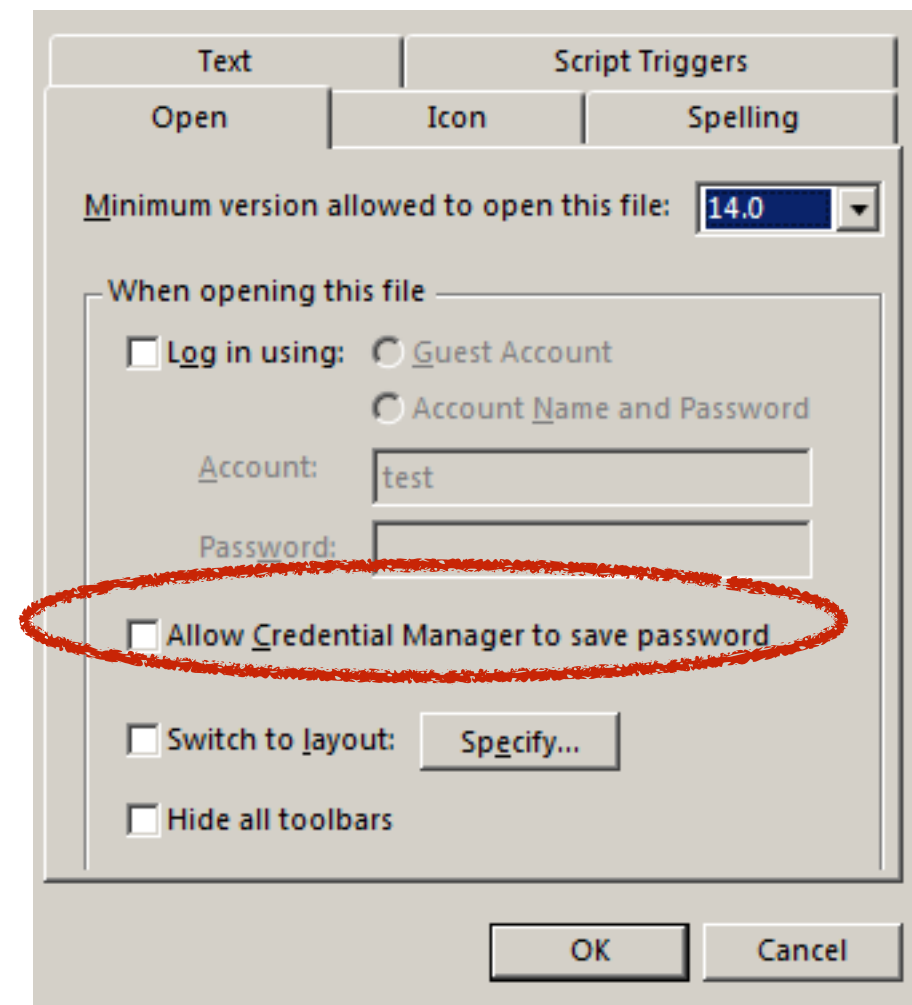 Text Script Triggers
Open Icon Spelling
Minimum version allowed to open this file: 14.0
When opening this file
Log in using: Guest Account
Account Name and Password
Account: test
Password:
Allow Credential Manager to save password
Switch to layout: Specify...
Hide all toolbars
OK Cancel